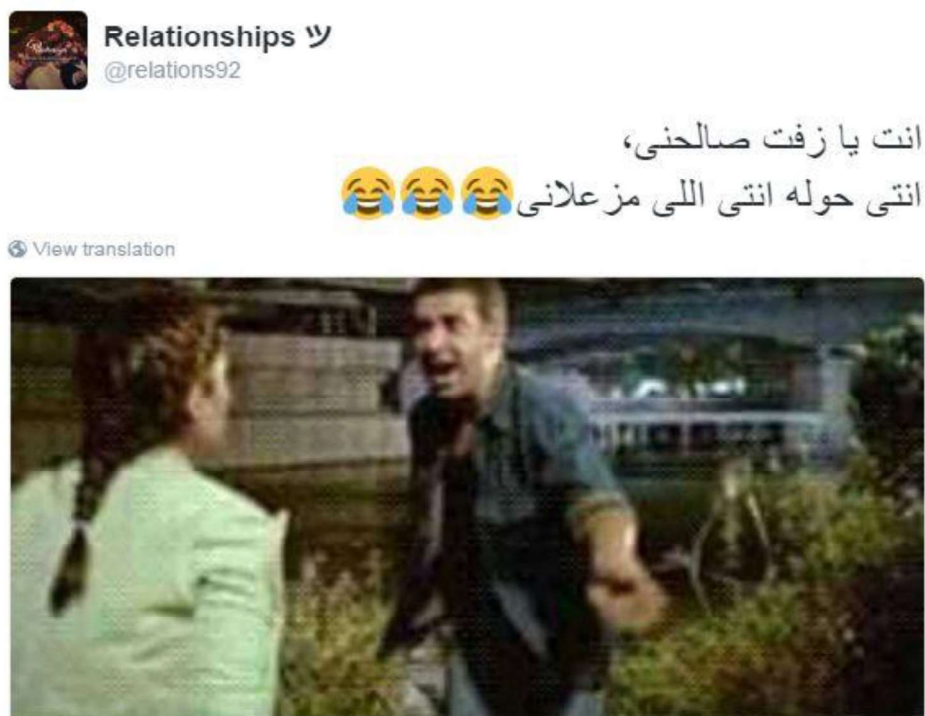 Relationships ツ
@relations92
انت يا زفت صالحنى،
انتى حوله انتى اللى مزعلانى😂😂😂
View translation